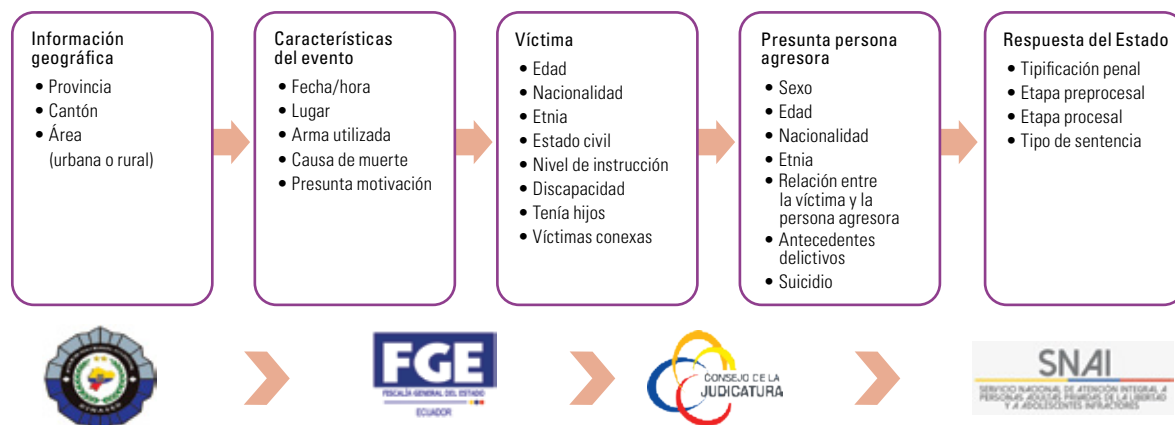 Información
geográfica
• Provincia
• Cantón
• Área
(urbana o rural)
Características
del evento
• Fecha/hora
• Lugar
• Arma utilizada
• Causa de muerte
• Presunta motivación
Víctima
• Edad
• Nacionalidad
• Etnia
• Estado civil
• Nivel de instrucción
• Discapacidad
• Tenía hijos
• Víctimas conexas
Presunta persona
agresora
• Sexo
• Edad
• Nacionalidad
• Etnia
• Relación entre
la víctima y la
persona agresora
• Antecedentes
delictivos
• Suicidio
Respuesta del Estado
• Tipificación penal
• Etapa preprocesal
• Etapa procesal
• Tipo de sentencia
DINASED
FGE
FISCALÍA GENERAL DEL ESTADO
ECUADOR
CONSEJO DE LA
JUDICATURA
SNAI
SERVICIO NACIONAL DE ATENCIÓN INTEGRAL A
PERSONAS ADULTAS PRIVADAS DE LA LIBERTAD
Y A ADOLESCENTES INFRACTORES